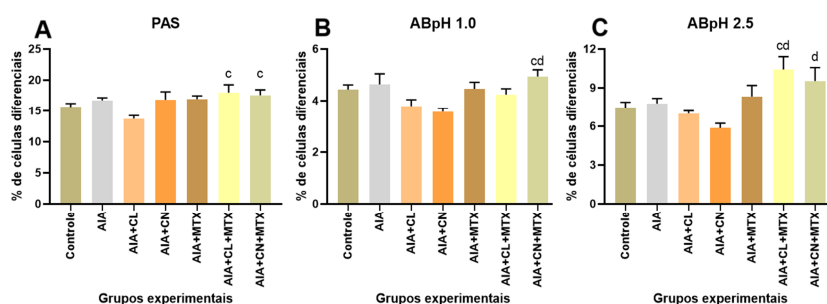 A
PAS
% de células diferenciais
25
20
15
10
5
0
c
c
Controle
AIA
AIA+CL
AIA+CN
AIA+MTX
AIA+CL+MTX
AIA+CN+MTX
Grupos experimentais
B
ABpH 1.0
% de células diferenciais
6
4
2
0
cd
Controle
AIA
AIA+CL
AIA+CN
AIA+MTX
AIA+CL+MTX
AIA+CN+MTX
Grupos experimentais
C
ABpH 2.5
% de células diferenciais
12
9
6
3
0
cd
d
Controle
AIA
AIA+CL
AIA+CN
AIA+MTX
AIA+CL+MTX
AIA+CN+MTX
Grupos experimentais